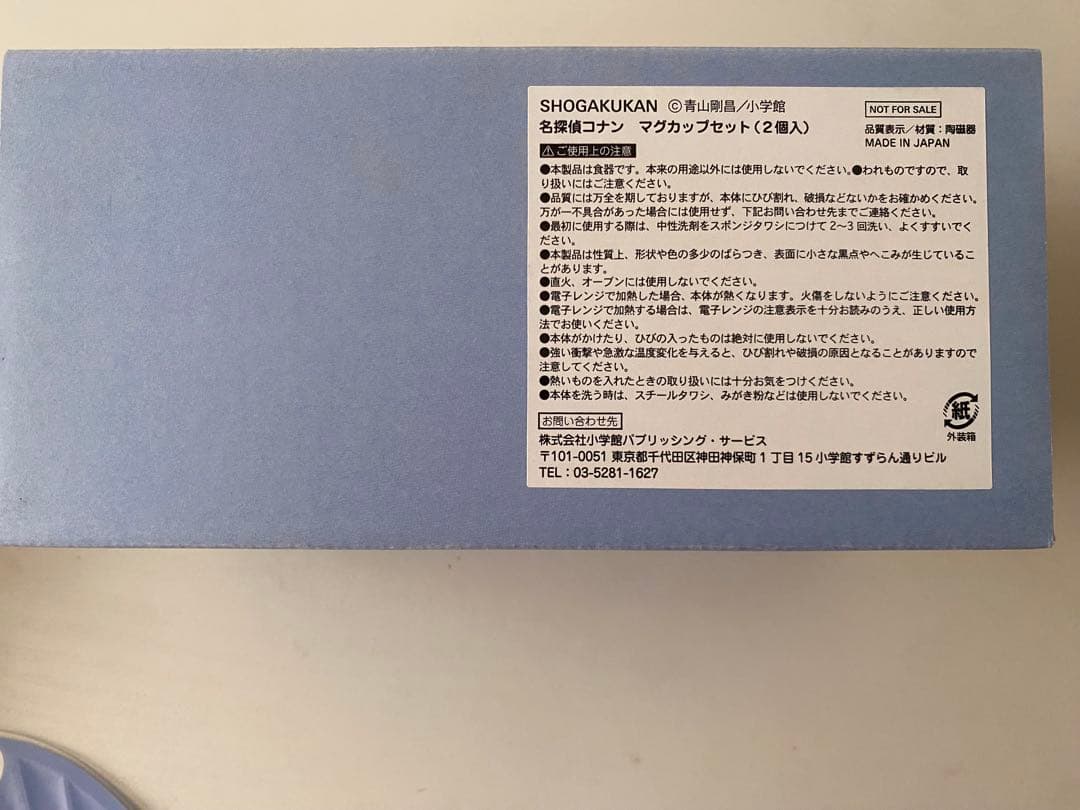 SHOGAKUKAN ©青山剛昌／小学館
NOT FOR SALE
名探偵コナン　マグカップセット（２個入）
品質表示／材質：陶磁器
MADE IN JAPAN
⚠ご使用上の注意
●本製品は食器です。本来の用途以外には使用しないでください。●われものですので、取
り扱いにはご注意ください。
●品質には万全を期しておりますが、本体にひび割れ、破損などないかをお確かめください。
万が一不具合があった場合には使用せず、下記お問い合わせ先までご連絡ください。
●最初に使用する際は、中性洗剤をスポンジタワシにつけて２〜３回洗い、よくすすいでく
ださい。
●本製品は性質上、形状や色の多少のばらつき、表面に小さな黒点やへこみが生じているこ
とがあります。
●直火、オーブンには使用しないでください。
●電子レンジで加熱した場合、本体が熱くなります。火傷をしないようにご注意ください。
●電子レンジで加熱する場合は、電子レンジの注意表示を十分お読みのうえ、正しい使用方
法でお使いください。
●本体がかけたり、ひびの入ったものは絶対に使用しないでください。
●強い衝撃や急激な温度変化を与えると、ひび割れや破損の原因となることがありますので
注意してください。
●熱いものを入れたときの取り扱いには十分お気をつけください。
●本体を洗う時は、スチールタワシ、みがき粉などは使用しないでください。
紙
外装箱
お問い合わせ先
株式会社小学館パブリッシング・サービス
〒101-0051 東京都千代田区神田神保町１丁目15小学館すずらん通りビル
TEL：03-5281-1627